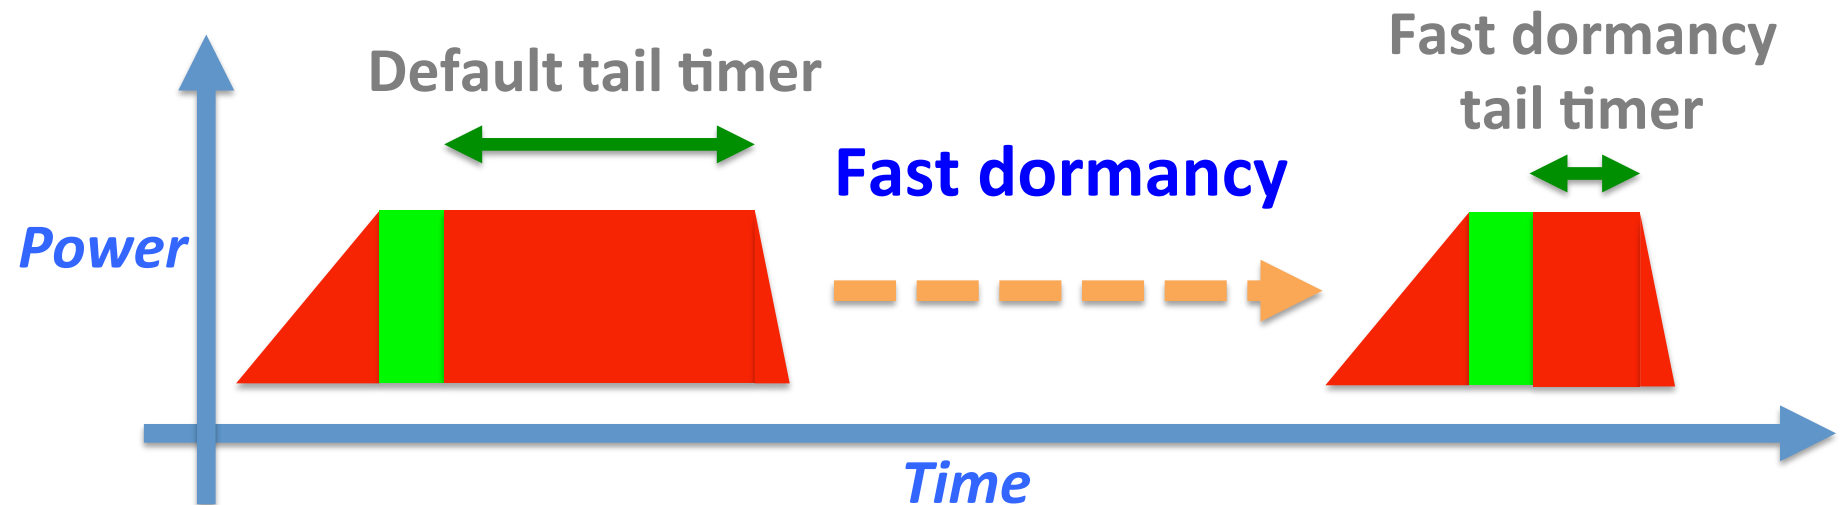 Default tail timer
Fast dormancy
tail timer
Fast dormancy
Power
Time